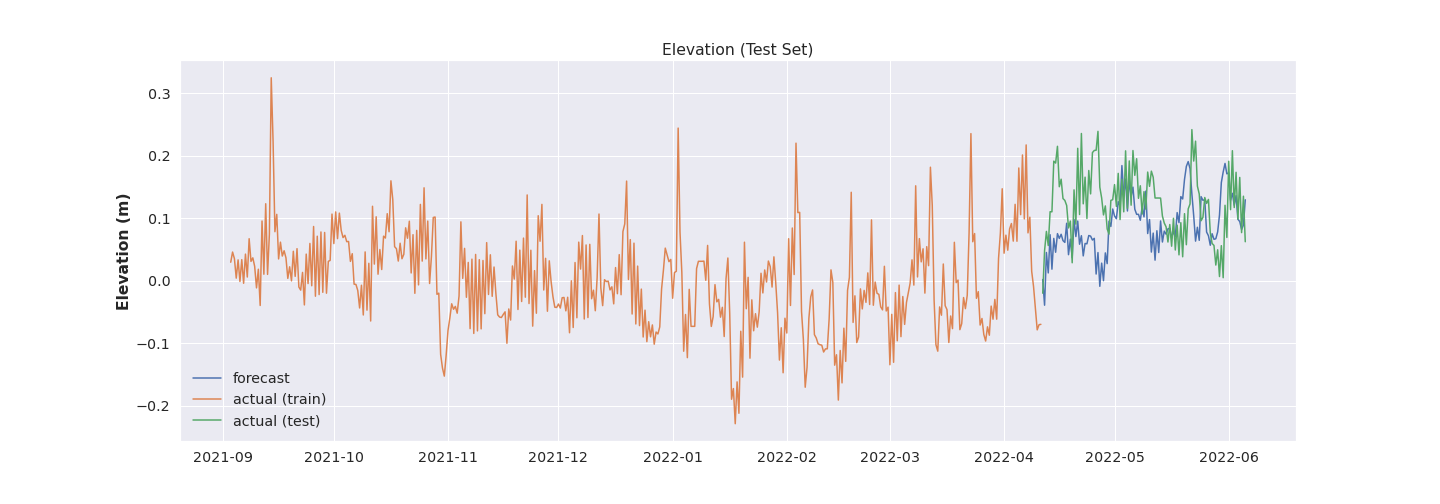 Elevation (Test Set)
Elevation (m)
0.3
0.2
0.1
0.0
−0.1
−0.2
forecast
actual (train)
actual (test)
2021-09 2021-10 2021-11 2021-12 2022-01 2022-02 2022-03 2022-04 2022-05 2022-06